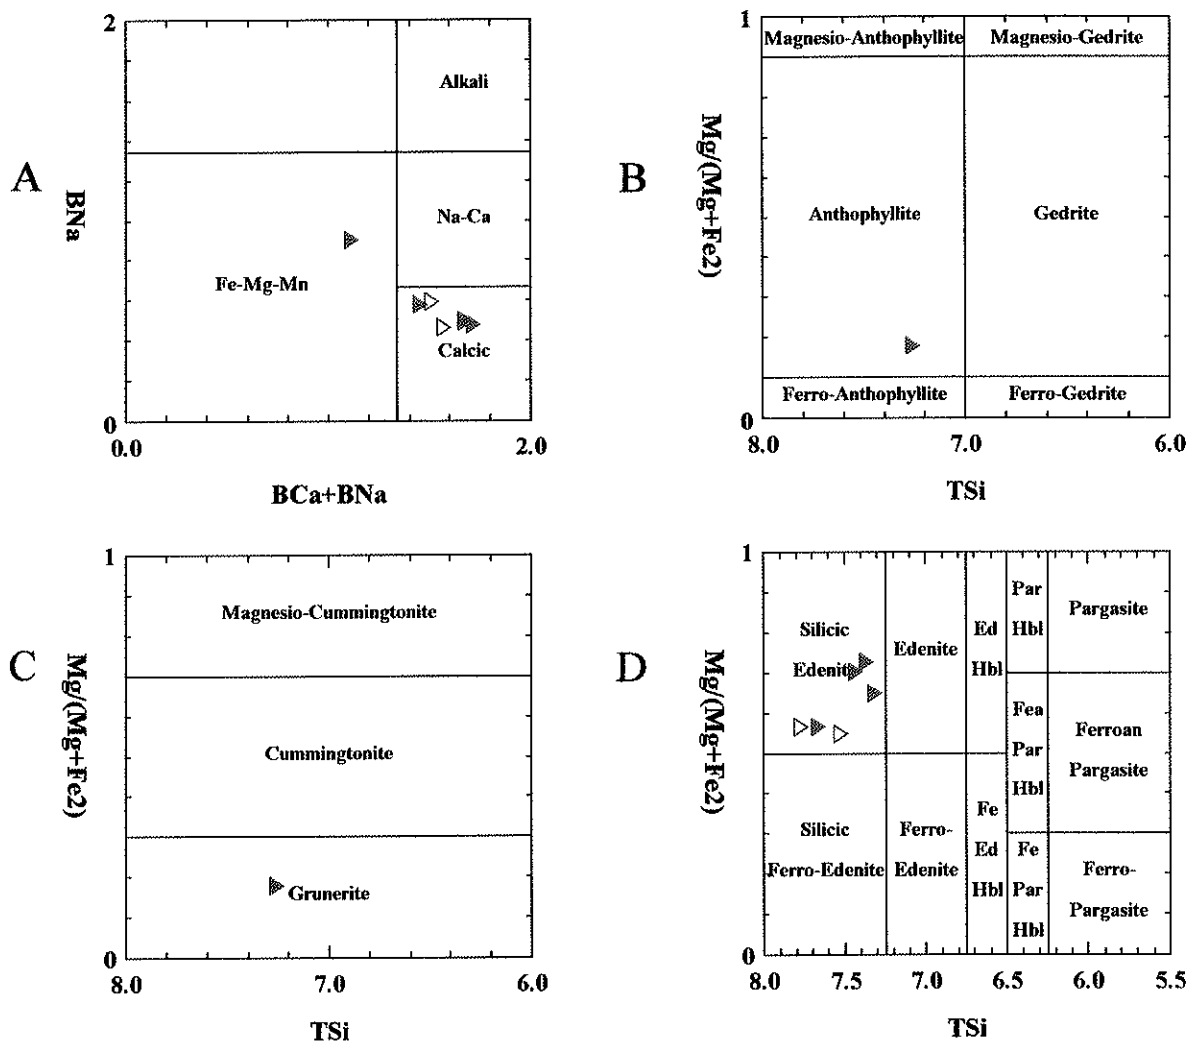 2
Alkali
A
BNa
Na-Ca
Fe-Mg-Mn
Calcic
0
0.0
2.0
BCa+BNa
1
Magnesio-Anthophyllite
Magnesio-Gedrite
B
Mg/(Mg+Fe2)
Anthophyllite
Gedrite
Ferro-Anthophyllite
Ferro-Gedrite
0
8.0
7.0
6.0
TSi
1
Magnesio-Cummingtonite
C
Mg/(Mg+Fe2)
Cummingtonite
Grunerite
0
8.0
7.0
6.0
TSi
1
D
Mg/(Mg+Fe2)
Silicic
Edenite
Edenite
Ed
Hbl
Par
Hbl
Pargasite
Fea
Par
Hbl
Ferroan
Pargasite
Silicic
Ferro-Edenite
Ferro-
Edenite
Fe
Ed
Hbl
Fe
Par
Hbl
Ferro-
Pargasite
0
8.0
7.5
7.0
6.5
6.0
5.5
TSi